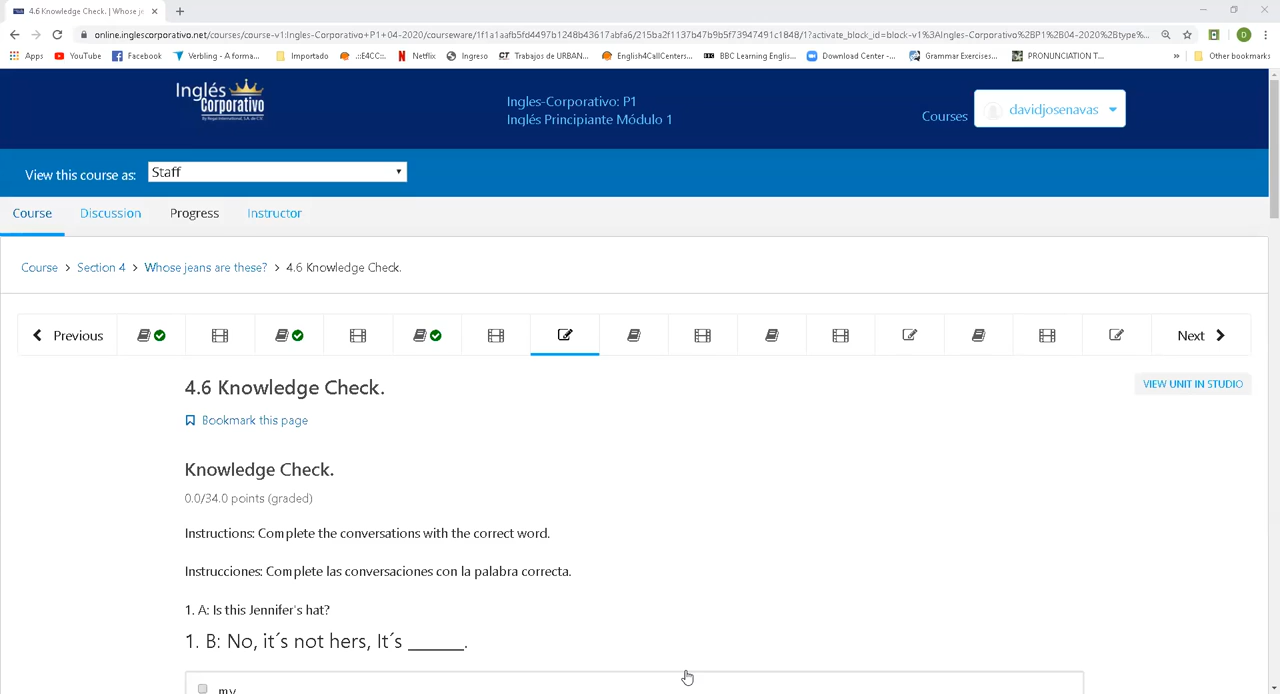 4.6 Knowledge Check. | Whose je
online.inglescorporativo.net/courses/course-v1:Ingles-Corporativo+P1+04-2020/courseware/1f1a1aafb5fd4497b1248b43617abfa6/215ba2f1137b47b9b5f73947491c1848/1?activate_block_id=block-v1%3AIngles-Corporativo%2BP1%2B04-2020%2Btype%...
D
Apps YouTube Facebook Verbling - A forma... Importado .::E4CC::. Netflix Ingreso Trabajos de URBAN... English4CallCenters... BBC Learning Englis... Download Center -... Grammar Exercises... PRONUNCIATION T... » Other bookmarks
Inglés
Corporativo
Ingles-Corporativo: P1
Inglés Principiante Módulo 1
Courses davidjosenavas
View this course as: Staff
Course Discussion Progress Instructor
Course > Section 4 > Whose jeans are these? > 4.6 Knowledge Check.
Previous Next
4.6 Knowledge Check.
VIEW UNIT IN STUDIO
Bookmark this page
Knowledge Check.
0.0/34.0 points (graded)
Instructions: Complete the conversations with the correct word.
Instrucciones: Complete las conversaciones con la palabra correcta.
1. A: Is this Jennifer's hat?
1. B: No, it´s not hers, It´s ______.
my